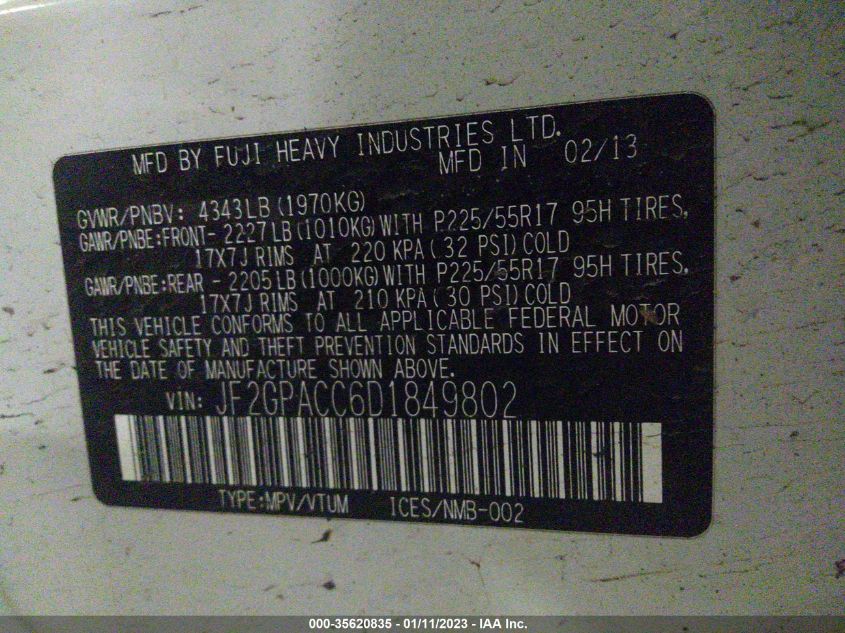 MFD BY FUJI HEAVY INDUSTRIES LTD.
MFD IN 02/13
GVWR/PNBV: 4343LB (1970KG)
GAWR/PNBE:FRONT- 2227LB (1010KG) WITH P225/55R17 95H TIRES,
17X7J RIMS AT 220 KPA (32 PSI) COLD
GAWR/PNBE:REAR - 2205LB (1000KG) WITH P225/55R17 95H TIRES,
17X7J RIMS AT 210 KPA (30 PSI) COLD
THIS VEHICLE CONFORMS TO ALL APPLICABLE FEDERAL MOTOR
VEHICLE SAFETY AND THEFT PREVENTION STANDARDS IN EFFECT ON
THE DATE OF MANUFACTURE SHOWN ABOVE.
VIN: JF2GPACC6D1849802
TYPE:MPV/VTUM ICES/NMB-002
000-35620835 - 01/11/2023 - IAA Inc.